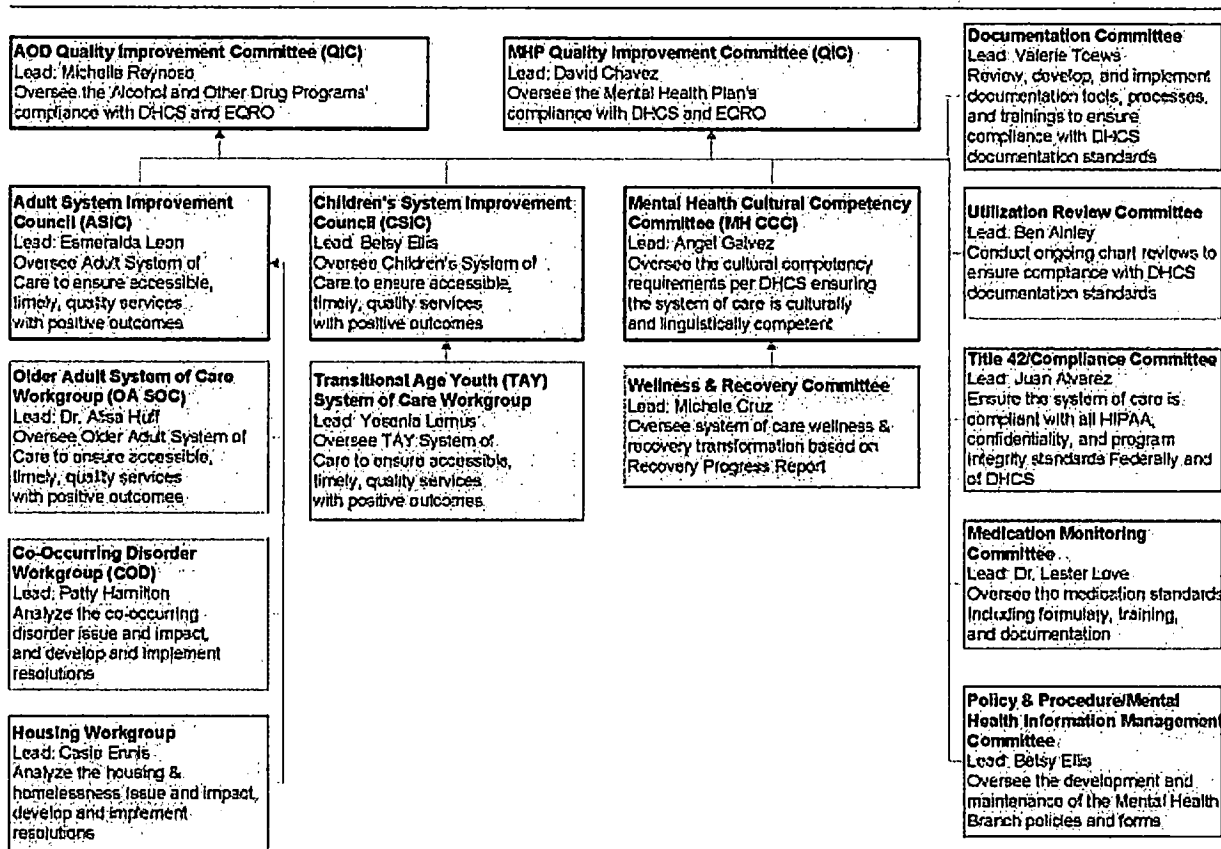 AOD Quality Improvement Committee (QIC)
Lead: Michelle Reynoso
Oversee the Alcohol and Other Drug Programs'
compliance with DHCS and EQRO
MHP Quality Improvement Committee (QIC)
Lead: David Chavez
Oversee the Mental Health Plan's
compliance with DHCS and EQRO
Documentation Committee
Lead: Valerie Toews
Review, develop, and implement
documentation tools, processes,
and trainings to ensure
compliance with DHCS
documentation standards
Adult System Improvement
Council (ASIC)
Lead: Esmeralda Leon
Oversee Adult System of
Care to ensure accessible,
timely, quality services
with positive outcomes
Children's System Improvement
Council (CSIC)
Lead: Betsy Ellis
Oversee Children's System of
Care to ensure accessible,
timely, quality services
with positive outcomes
Mental Health Cultural Competency
Committee (MH CCC)
Lead: Angel Galvez
Oversee the cultural competency
requirements per DHCS ensuring
the system of care is culturally
and linguistically competent
Utilization Review Committee
Lead: Ben Ainley
Conduct ongoing chart reviews to
ensure compliance with DHCS
documentation standards
Older Adult System of Care
Workgroup (OA SOC)
Lead: Dr. Huff
Oversee Older Adult System of
Care to ensure accessible,
timely, quality services
with positive outcomes
Transitional Age Youth (TAY)
System of Care Workgroup
Lead: Yesenia Lemus
Oversee TAY System of
Care to ensure accessible,
timely, quality services
with positive outcomes
Wellness & Recovery Committee
Lead: Michele Cruz
Oversee system of care wellness &
recovery transformation based on
Recovery Progress Report
Title 42/Compliance Committee
Lead: Juan Alvarez
Ensure the system of care is
compliant with all HIPAA,
confidentiality, and program
Integrity standards Federally and
of DHCS
Co-Occurring Disorder
Workgroup (COD)
Lead: Patty Hamilton
Analyze the co-occurring
disorder issue and impact,
and develop and implement
resolutions
Medication Monitoring
Committee
Lead: Dr. Lester Love
Oversee the medication standards
Including formulary, training,
and documentation
Housing Workgroup
Lead: Ennis
Analyze the housing &
homelessness issue and impact,
develop and implement
resolutions
Policy & Procedure/Mental
Health Information Management
Committee
Lead: Betsy Ellis
Oversee the development and
maintenance of the Mental Health
Branch policies and forms